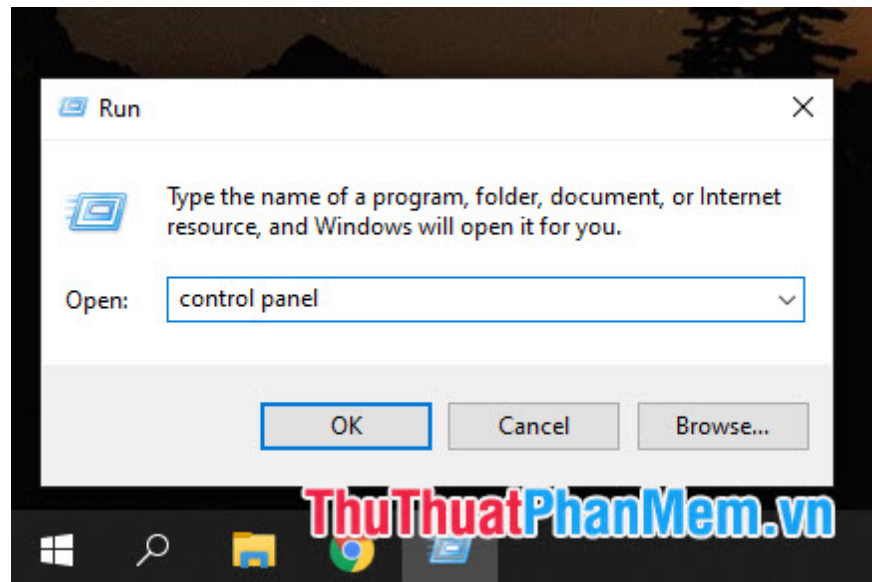 Run
Type the name of a program, folder, document, or Internet
resource, and Windows will open it for you.
Open:
control panel
OK
Cancel
Browse...
ThuThuatPhanMem.vn